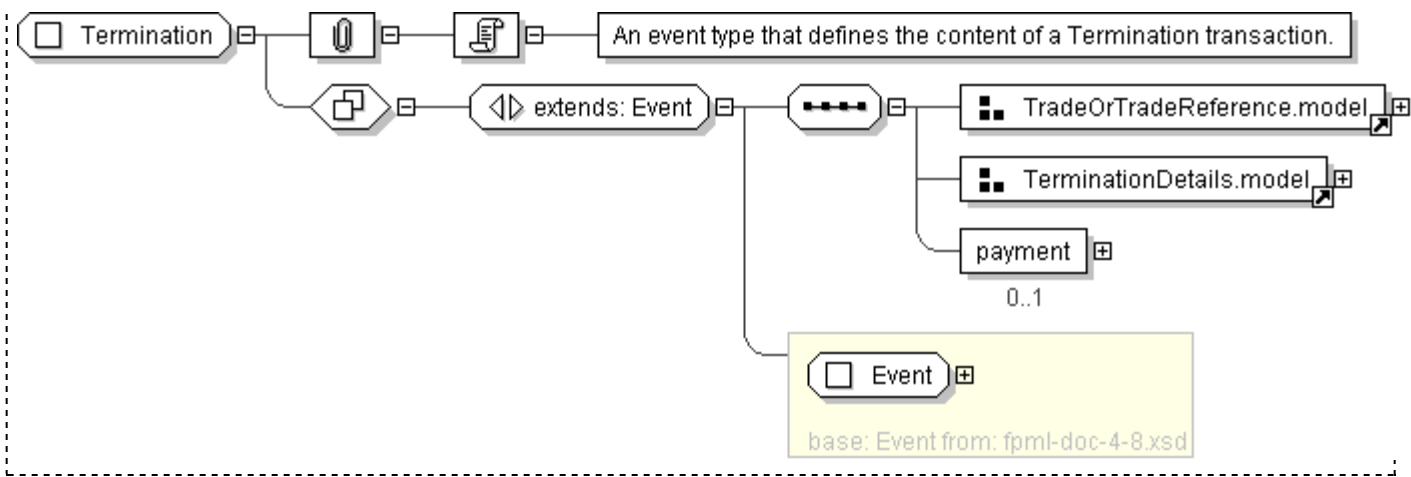 Termination
An event type that defines the content of a Termination transaction.
extends: Event
TradeOrTradeReference.model
TerminationDetails.model
payment
0..1
Event
base: Event from: fpml-doc-4-8.xsd